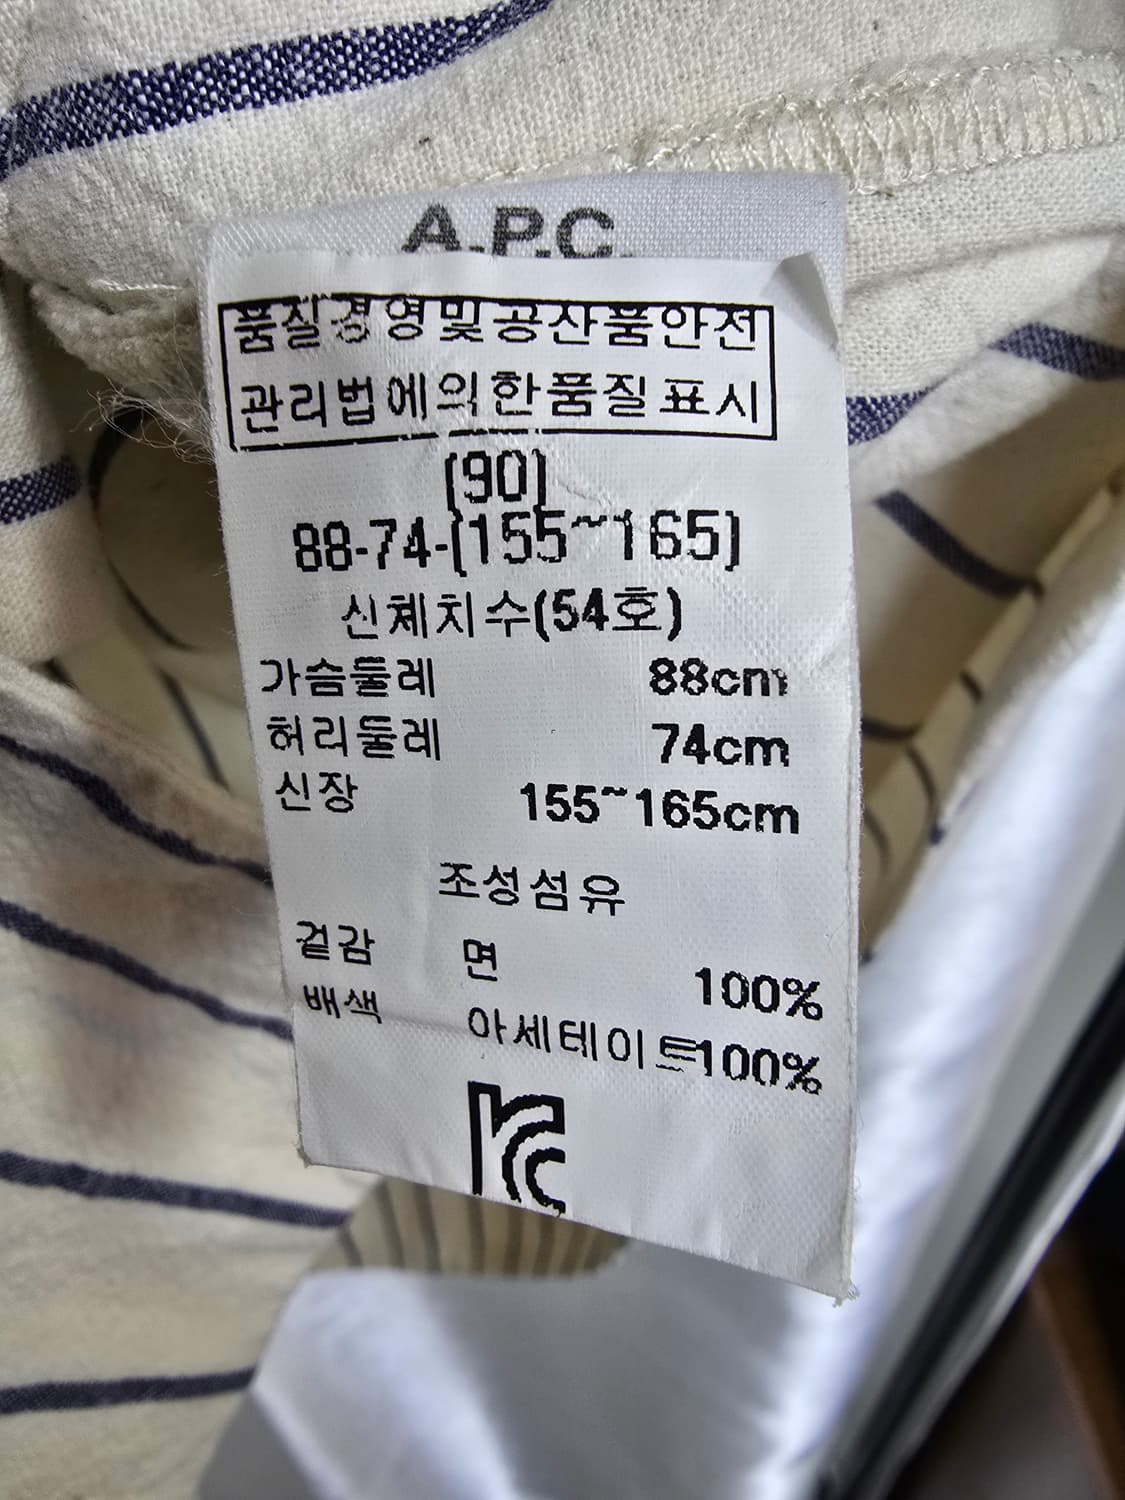 A.P.C.
품질경영및공산품안전
관리법에의한품질표시
(90)
88-74-(155~165)
신체치수(54호)
가슴둘레 88cm
허리둘레 74cm
신장 155~165cm
조성섬유
겉감 면 100%
배색 아세테이트100%
KC